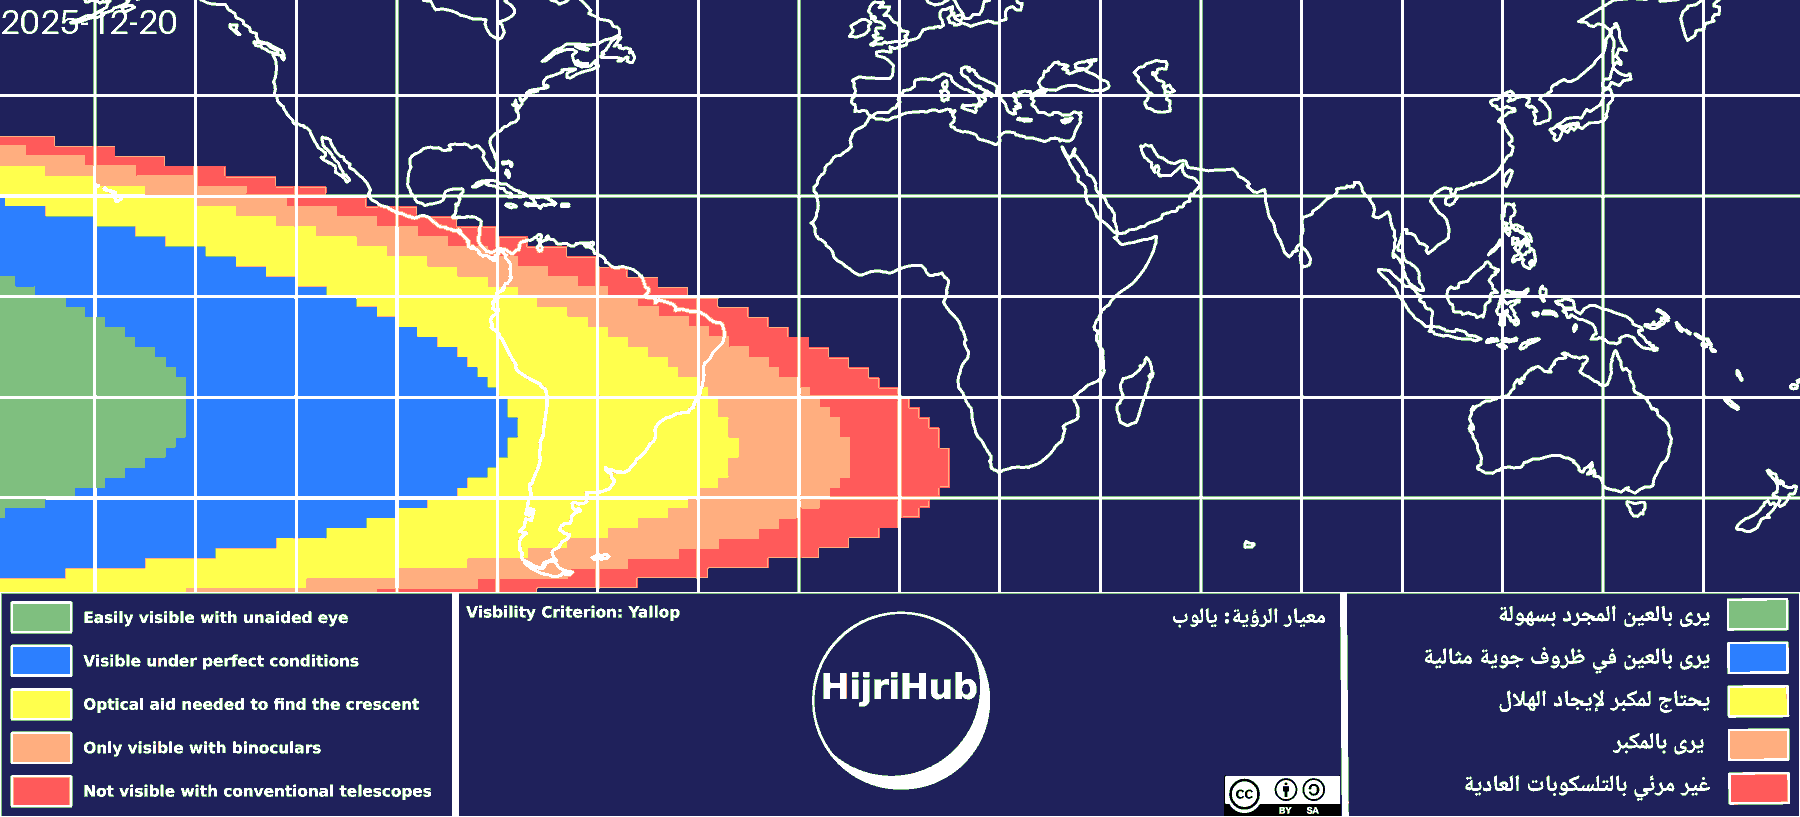 2025-12-20
Easily visible with unaided eye
Visible under perfect conditions
Optical aid needed to find the crescent
Only visible with binoculars
Not visible with conventional telescopes
Visbility Criterion: Yallop
معيار الرؤية: يالوب
HijriHub
cc
BY SA
يرى بالعين المجرد بسهولة
يرى بالعين في ظروف جوية مثالية
يحتاج لمكبر لإيجاد الهلال
يرى بالمكبر
غير مرئي بالتلسكوبات العادية